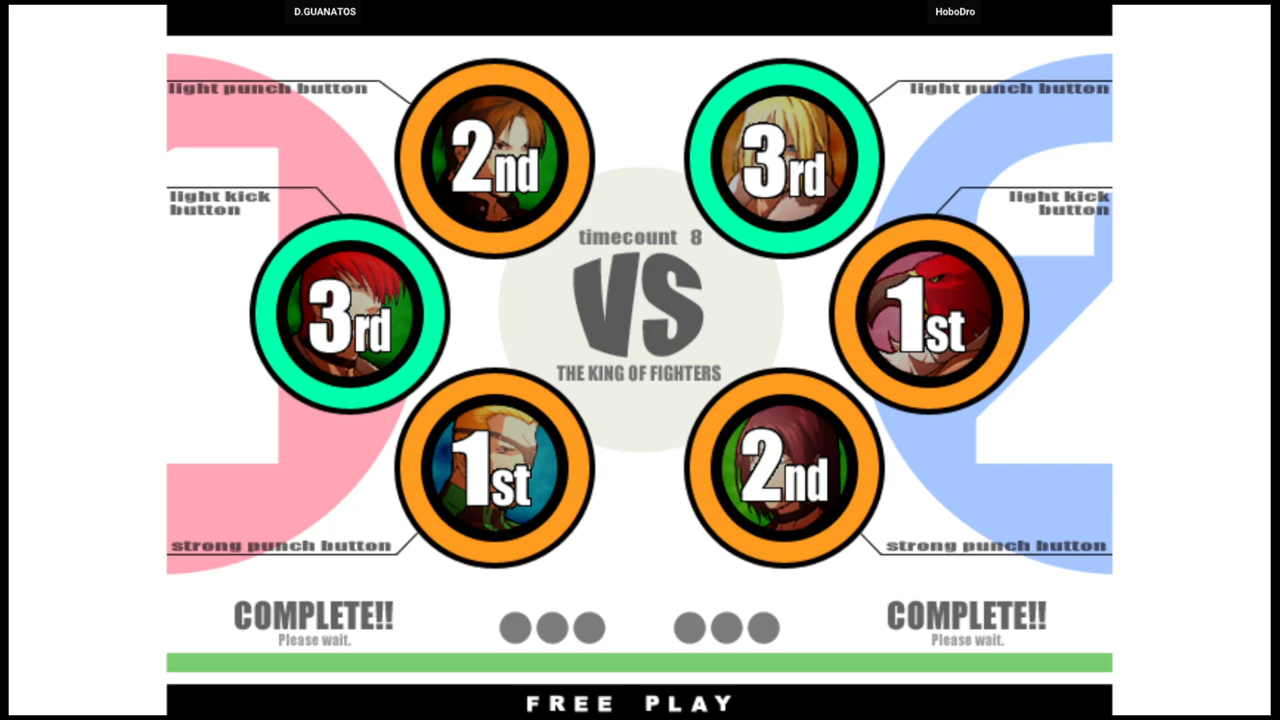 D.GUANATOS
HoboDro
light punch button
light punch button
2nd
3rd
light kick
button
light kick
button
timecount 8
VS
THE KING OF FIGHTERS
3rd
1st
1st
2nd
strong punch button
strong punch button
COMPLETE!!
Please wait.
COMPLETE!!
Please wait.
FREE PLAY
1
2